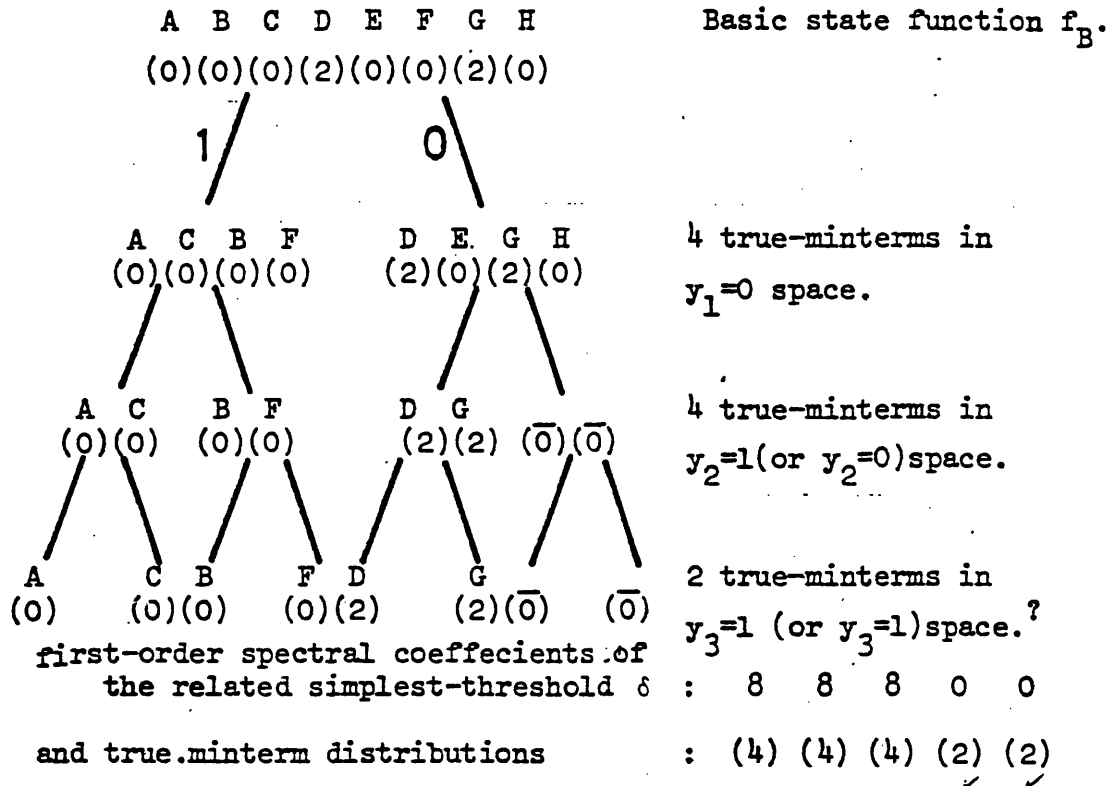 A B C D E F G H Basic state function f_B.
(0)(0)(0)(2)(0)(0)(2)(0)
1 0
A C B F D E. G H 4 true-minterms in
(0)(0)(0)(0) (2)(0)(2)(0) y_1=0 space.
A C B F D G 4 true-minterms in
(0)(0) (0)(0) (2)(2) (0̅)(0̅) y_2=1(or y_2=0)space.
A C B F D G 2 true-minterms in
(0) (0)(0) (0)(2) (2)(0̅) (0̅) y_3=1 (or y_3=1)space.?
first-order spectral coeffecients of
the related simplest-threshold δ : 8 8 8 0 0
and true.minterm distributions : (4) (4) (4) (2) (2)